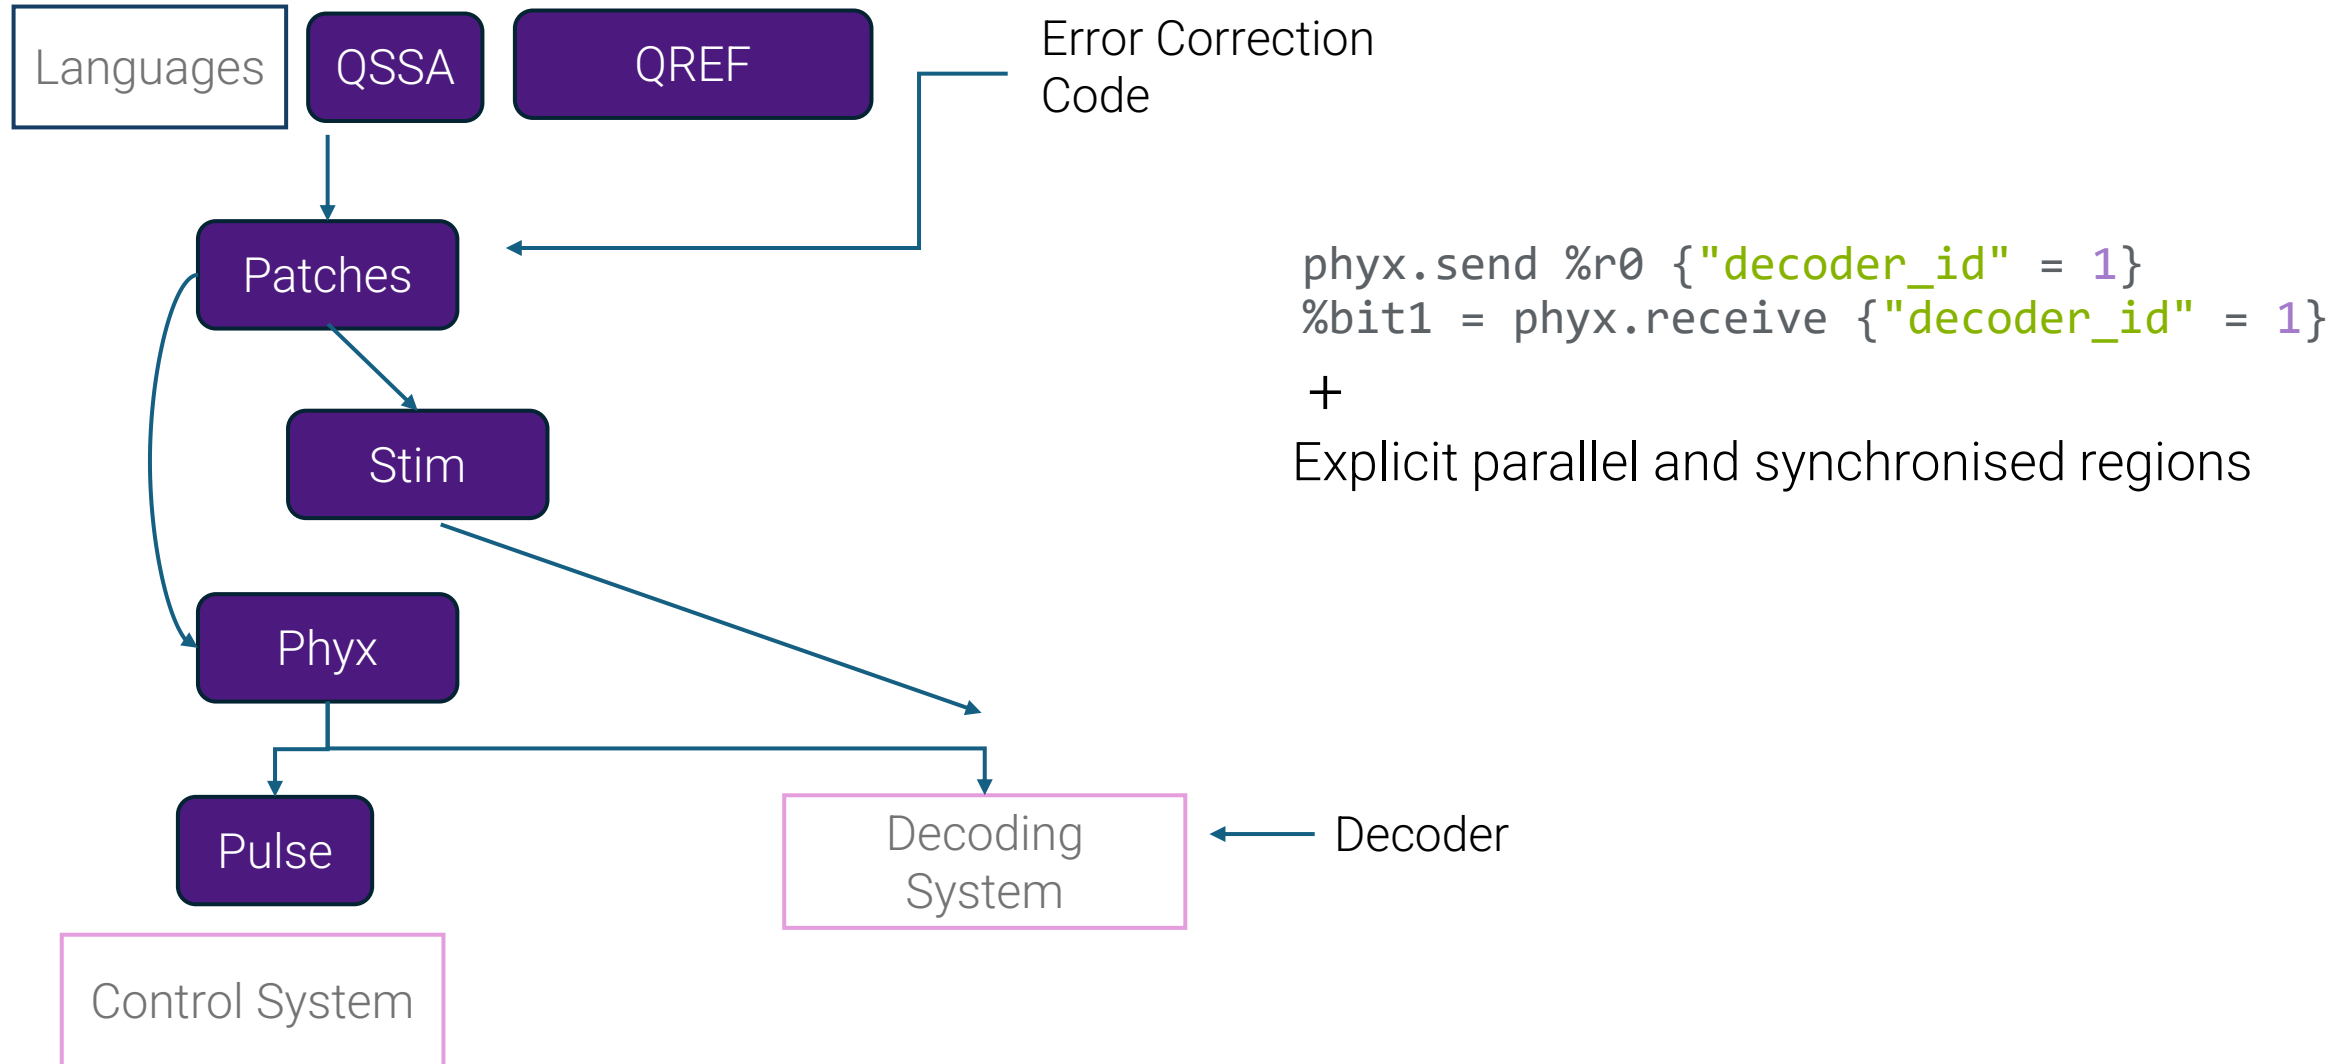 Languages
QSSA
QREF
Error Correction
Code
Patches
phyx.send %r0 {"decoder_id" = 1}
%bit1 = phyx.receive {"decoder_id" = 1}
+
Explicit parallel and synchronised regions
Stim
Phyx
Pulse
Decoding
System
Decoder
Control System